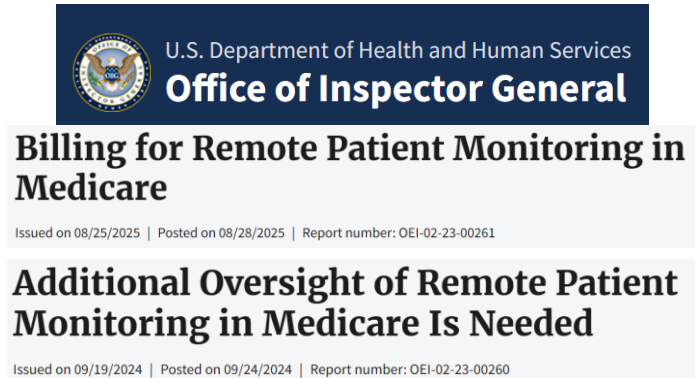 U.S. Department of Health and Human Services
Office of Inspector General
OIG
Billing for Remote Patient Monitoring in
Medicare
Issued on 08/25/2025 | Posted on 08/28/2025 | Report number: OEI-02-23-00261
Additional Oversight of Remote Patient
Monitoring in Medicare Is Needed
Issued on 09/19/2024 | Posted on 09/24/2024 | Report number: OEI-02-23-00260